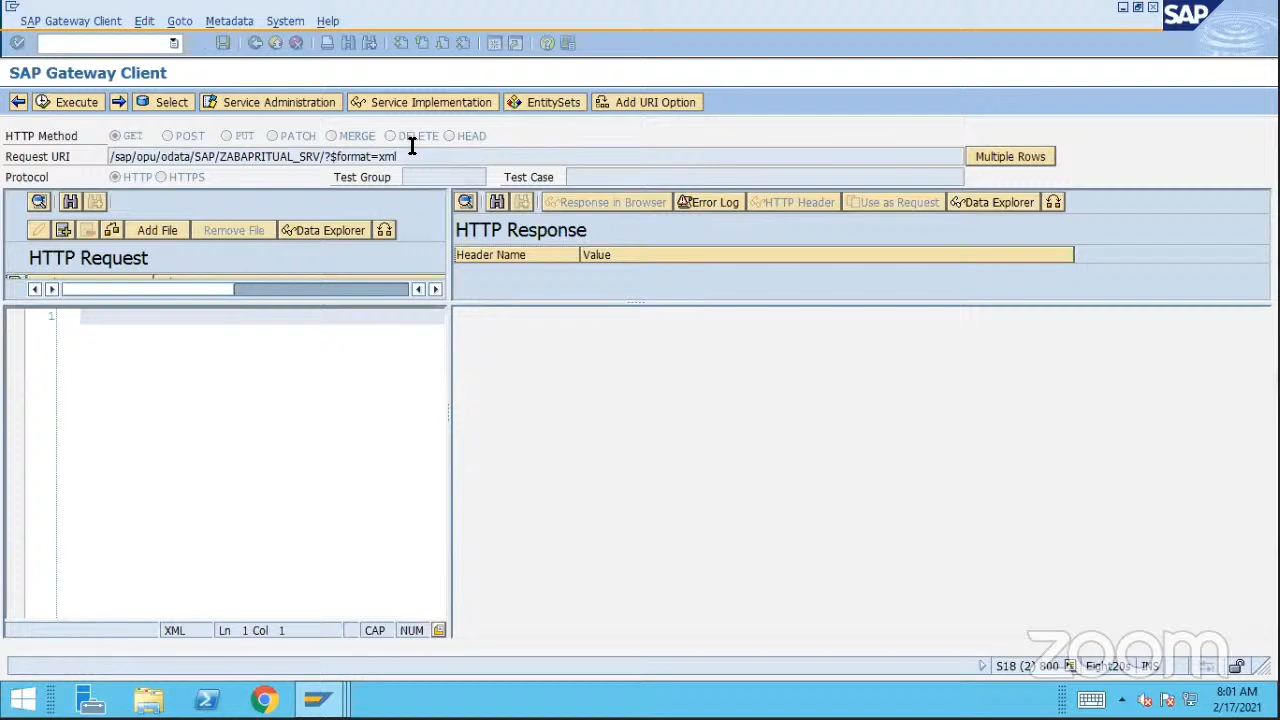 SAP Gateway Client Edit Goto Metadata System Help
SAP
SAP Gateway Client
Execute Select Service Administration Service Implementation EntitySets Add URI Option
HTTP Method GET POST PUT PATCH MERGE DELETE HEAD
Request URI /sap/opu/odata/SAP/ZABAPRITUAL_SRV/?$format=xml Multiple Rows
Protocol HTTP HTTPS Test Group Test Case
Response in Browser Error Log HTTP Header Use as Request Data Explorer
Add File Remove File Data Explorer
HTTP Response
HTTP Request
Header Name Value
1
XML Ln 1 Col 1 CAP NUM
zoom
S18 (2) 800 Eight20s INS
8:01 AM
2/17/2021